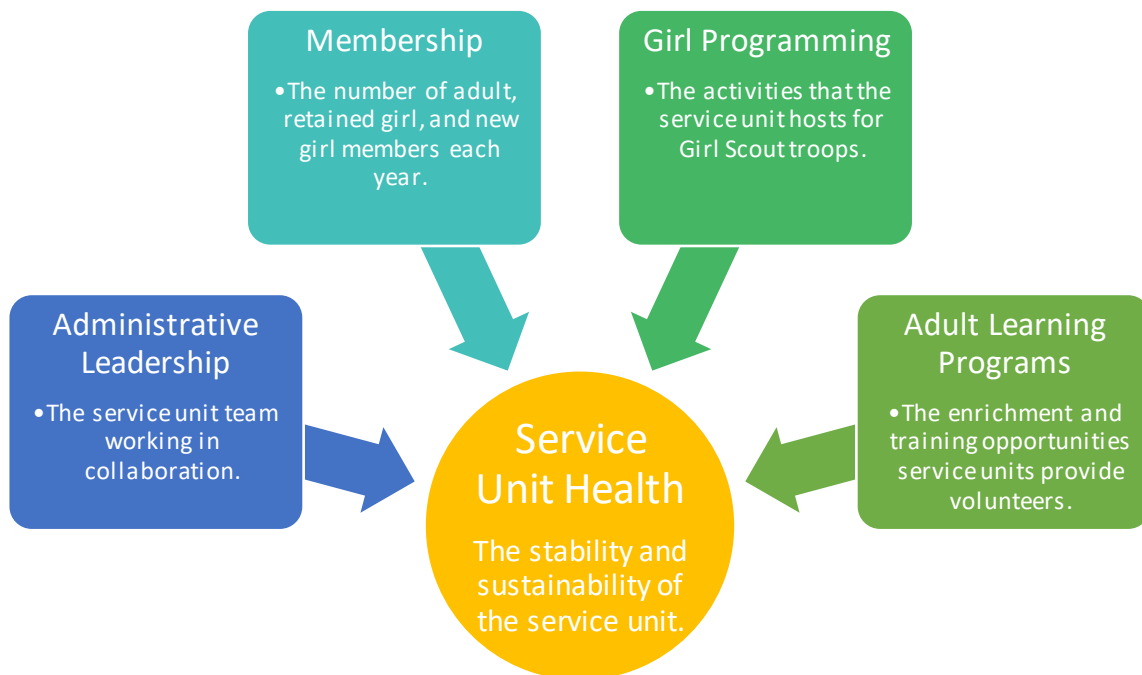 Membership
•The number of adult,
retained girl, and new
girl members each
year.
Girl Programming
•The activities that the
service unit hosts for
Girl Scout troops.
Administrative
Leadership
•The service unit team
working in
collaboration.
Adult Learning
Programs
•The enrichment and
training opportunities
service units provide
volunteers.
Service
Unit Health
The stability and
sustainability of
the service unit.